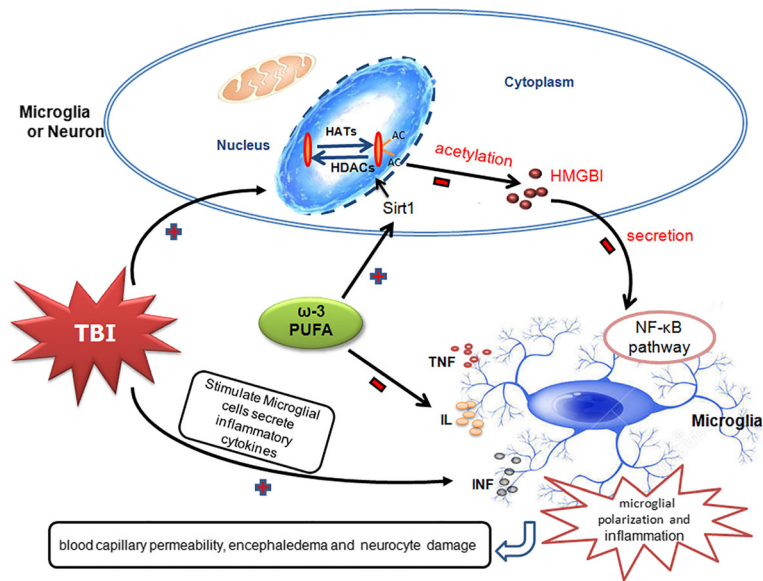 Cytoplasm
Microglia
or Neuron
Nucleus
HATs
AC
HDACs
AC
acetylation
HMGBI
Sirt1
secretion
TBI
ω-3
PUFA
NF-κB
pathway
TNF
IL
INF
Microglia
Stimulate Microglial
cells secrete
inflammatory
cytokines
microglial
polarization and
inflammation
blood capillary permeability, encephaledema and neurocyte damage